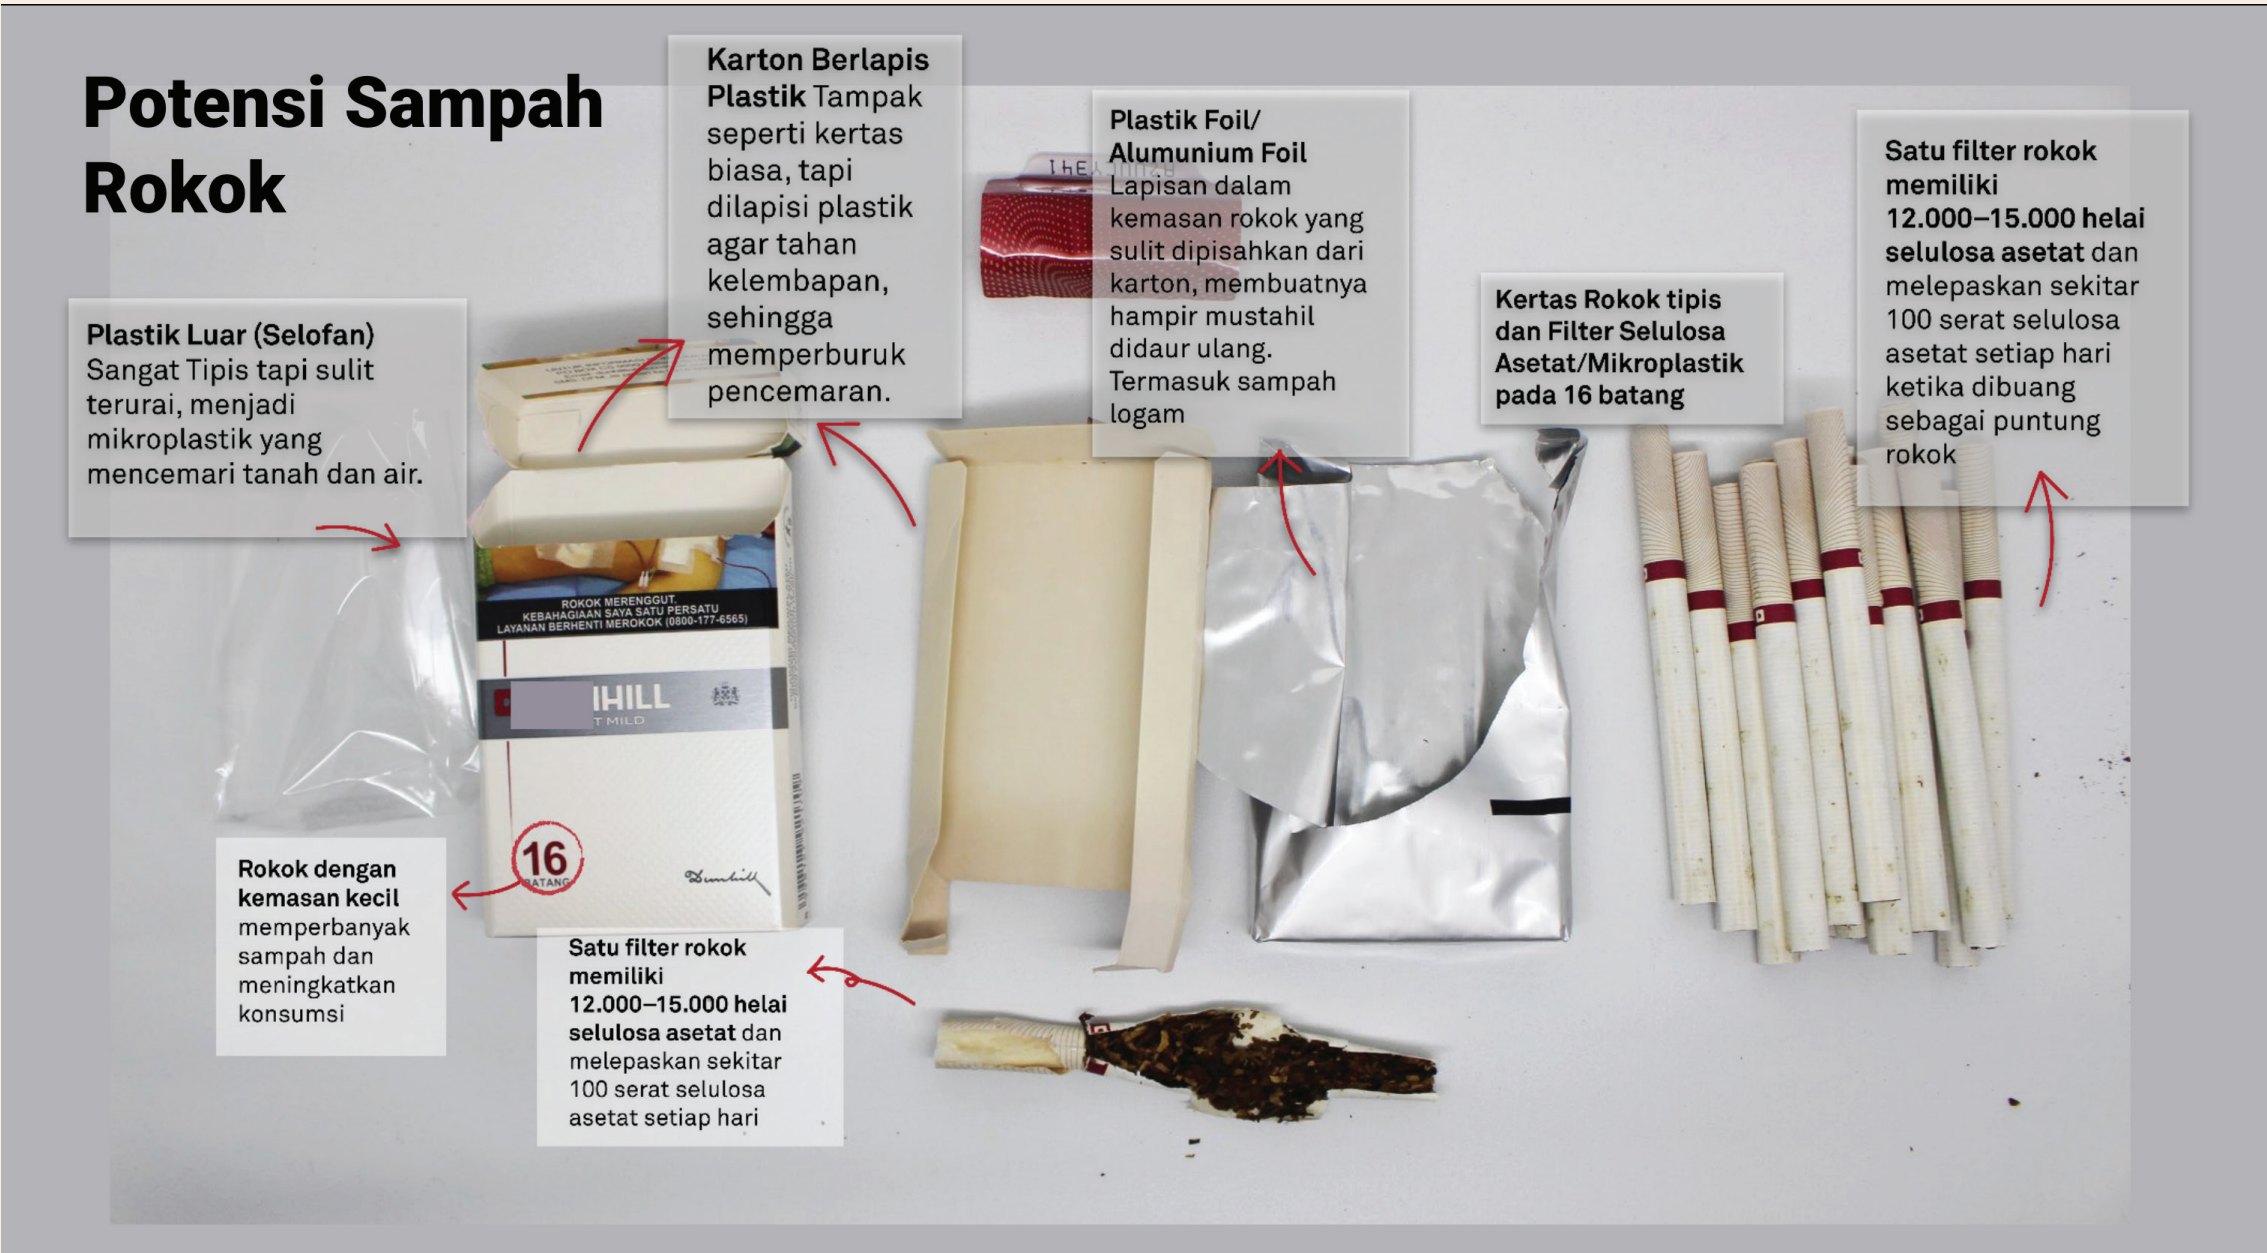 Potensi Sampah
Rokok
Plastik Luar (Selofan)
Sangat Tipis tapi sulit
terurai, menjadi
mikroplastik yang
mencemari tanah dan air.
Karton Berlapis
Plastik Tampak
seperti kertas
biasa, tapi
dilapisi plastik
agar tahan
kelembapan,
sehingga
memperburuk
pencemaran.
Plastik Foil/
Alumunium Foil
Lapisan dalam
kemasan rokok yang
sulit dipisahkan dari
karton, membuatnya
hampir mustahil
didaur ulang.
Termasuk sampah
logam
Kertas Rokok tipis
dan Filter Selulosa
Asetat/Mikroplastik
pada 16 batang
Satu filter rokok
memiliki
12.000–15.000 helai
selulosa asetat dan
melepaskan sekitar
100 serat selulosa
asetat setiap hari
ketika dibuang
sebagai puntung
rokok
ROKOK MERENGGUT
KEBAHAGIAAN SAYA SATU PERSATU
LAYANAN BERHENTI MEROKOK (0800-177-6565)
HILL
T MILD
16
BATANG
Dunhill
Rokok dengan
kemasan kecil
memperbanyak
sampah dan
meningkatkan
konsumsi
Satu filter rokok
memiliki
12.000–15.000 helai
selulosa asetat dan
melepaskan sekitar
100 serat selulosa
asetat setiap hari